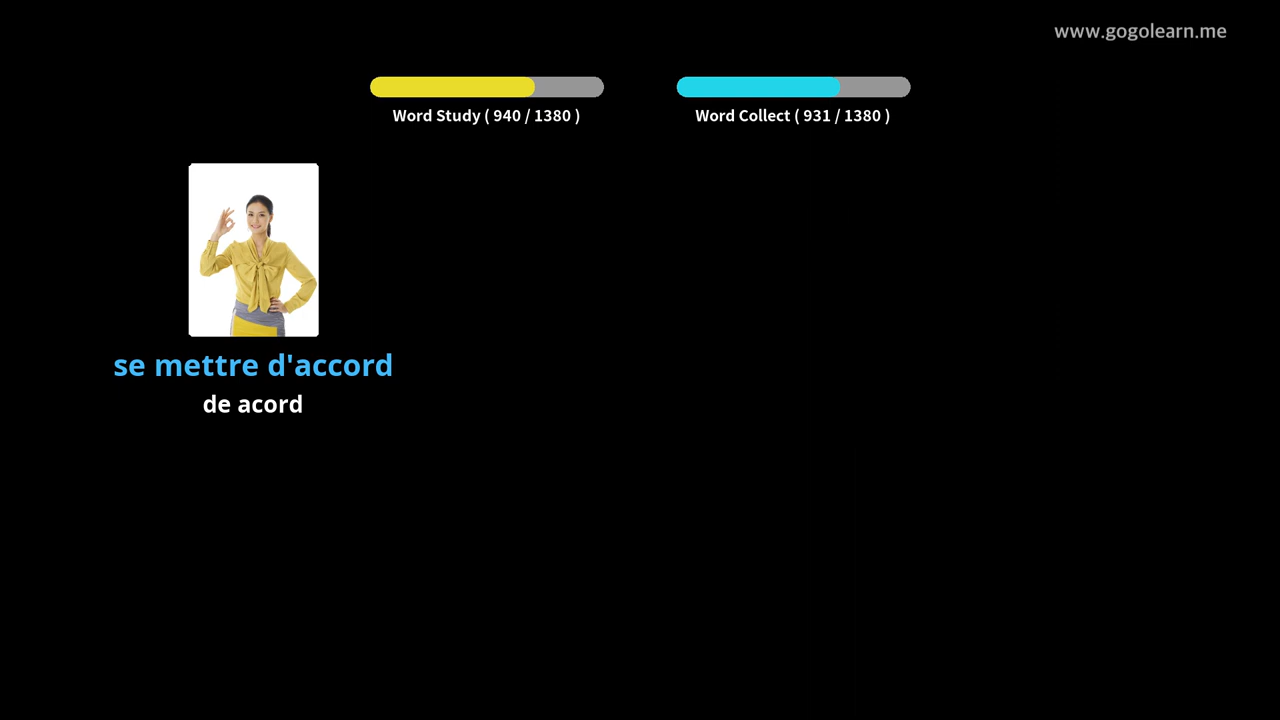 www.gogolearn.me
Word Study ( 940 / 1380 )
Word Collect ( 931 / 1380 )
se mettre d'accord
de acord